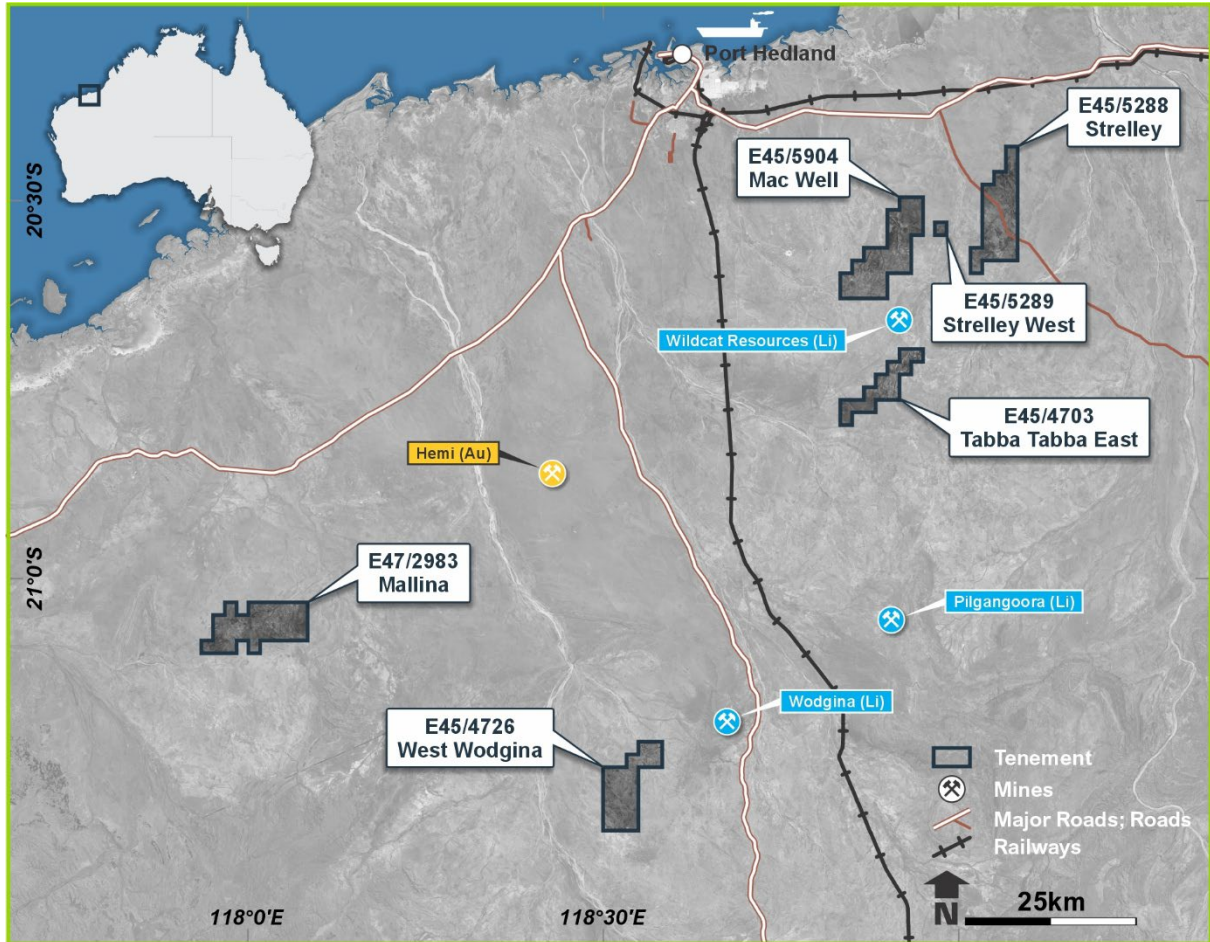 Port Hedland
E45/5288
Strelley
E45/5904
Mac Well
20°30'S
E45/5289
Strelley West
Wildcat Resources (Li)
E45/4703
Tabba Tabba East
Hemi (Au)
E47/2983
Mallina
21°0'S
Pilgangoora (Li)
Wodgina (Li)
E45/4726
West Wodgina
Tenement
Mines
Major Roads; Roads
Railways
N
25km
118°0'E
118°30'E